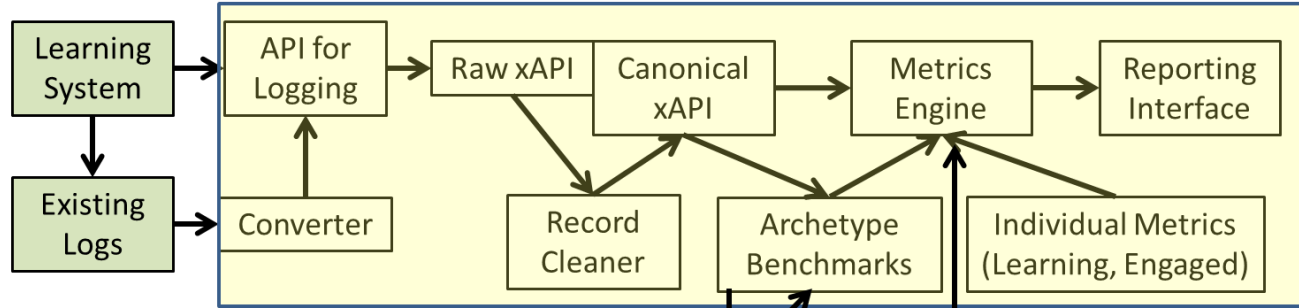 Learning
System
API for
Logging
Raw xAPI
Canonical
xAPI
Metrics
Engine
Reporting
Interface
Existing
Logs
Converter
Record
Cleaner
Archetype
Benchmarks
Individual Metrics
(Learning, Engaged)